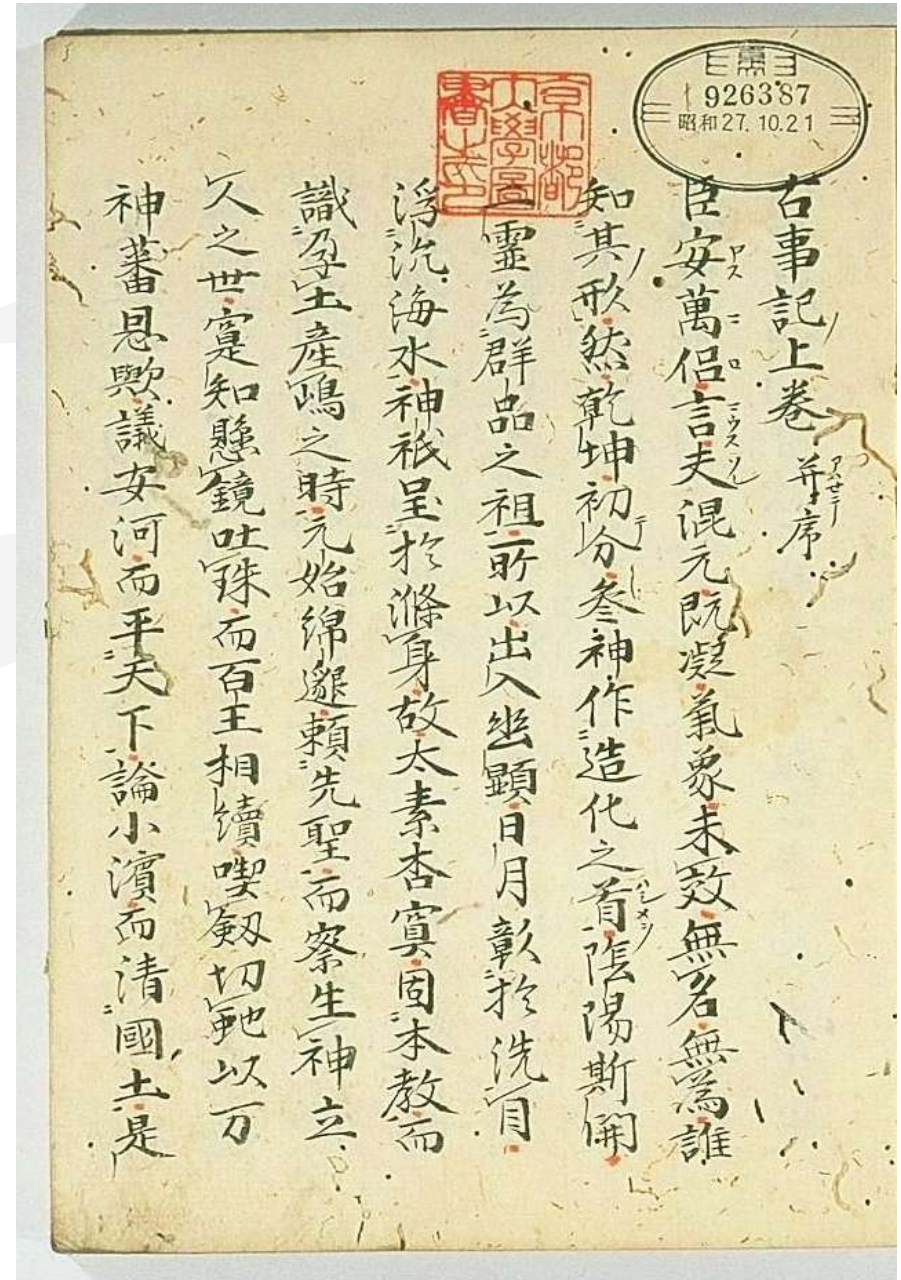 926387
昭和27.10.21
京都
大學圖
書之印
古事記上卷 并序
臣安萬侶言夫混元既凝氣象未效無名無爲誰
知其形然乾坤初分叅神作造化之首陰陽斯開
二靈爲群品之祖所以出入幽顯日月彰於洗目
浮沉海水神祇呈於滌身故太素杳冥因本教而
識孕土産嶋之時元始綿邈頼先聖而察生神立
人之世寔知懸鏡吐珠而百王相續喫釼切虵以万
神蕃息歟議安河而平天下論小濱而清國土是